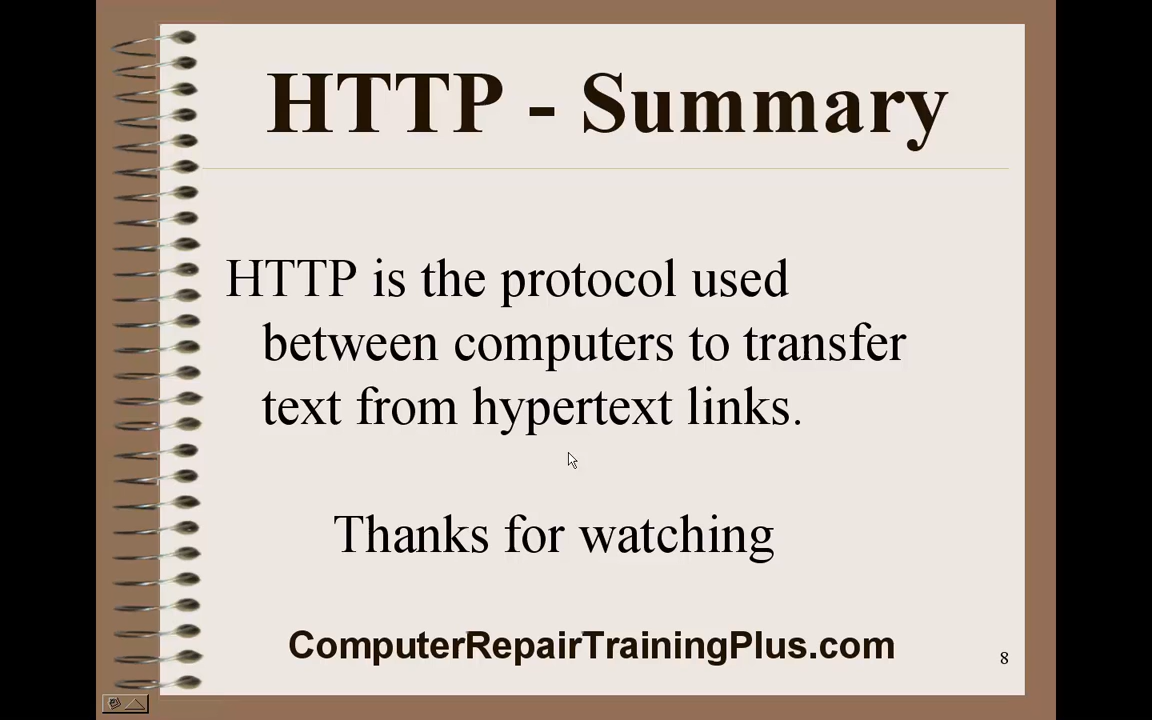 HTTP - Summary
HTTP is the protocol used
between computers to transfer
text from hypertext links.
Thanks for watching
ComputerRepairTrainingPlus.com
8